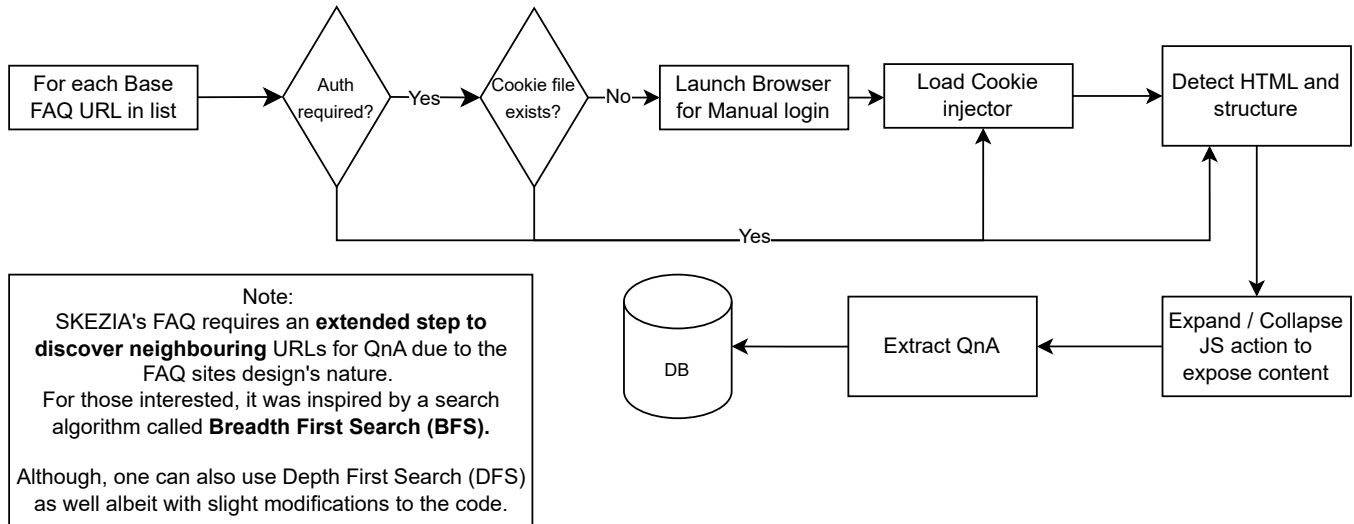 For each Base
FAQ URL in list
Auth
required?
Yes
Cookie file
exists?
No
Launch Browser
for Manual login
Load Cookie
injector
Detect HTML and
structure
Yes
Note:
SKEZIA's FAQ requires an extended step to
discover neighbouring URLs for QnA due to the
FAQ sites design's nature.
For those interested, it was inspired by a search
algorithm called Breadth First Search (BFS).
Although, one can also use Depth First Search (DFS)
as well albeit with slight modifications to the code.
DB
Extract QnA
Expand / Collapse
JS action to
expose content